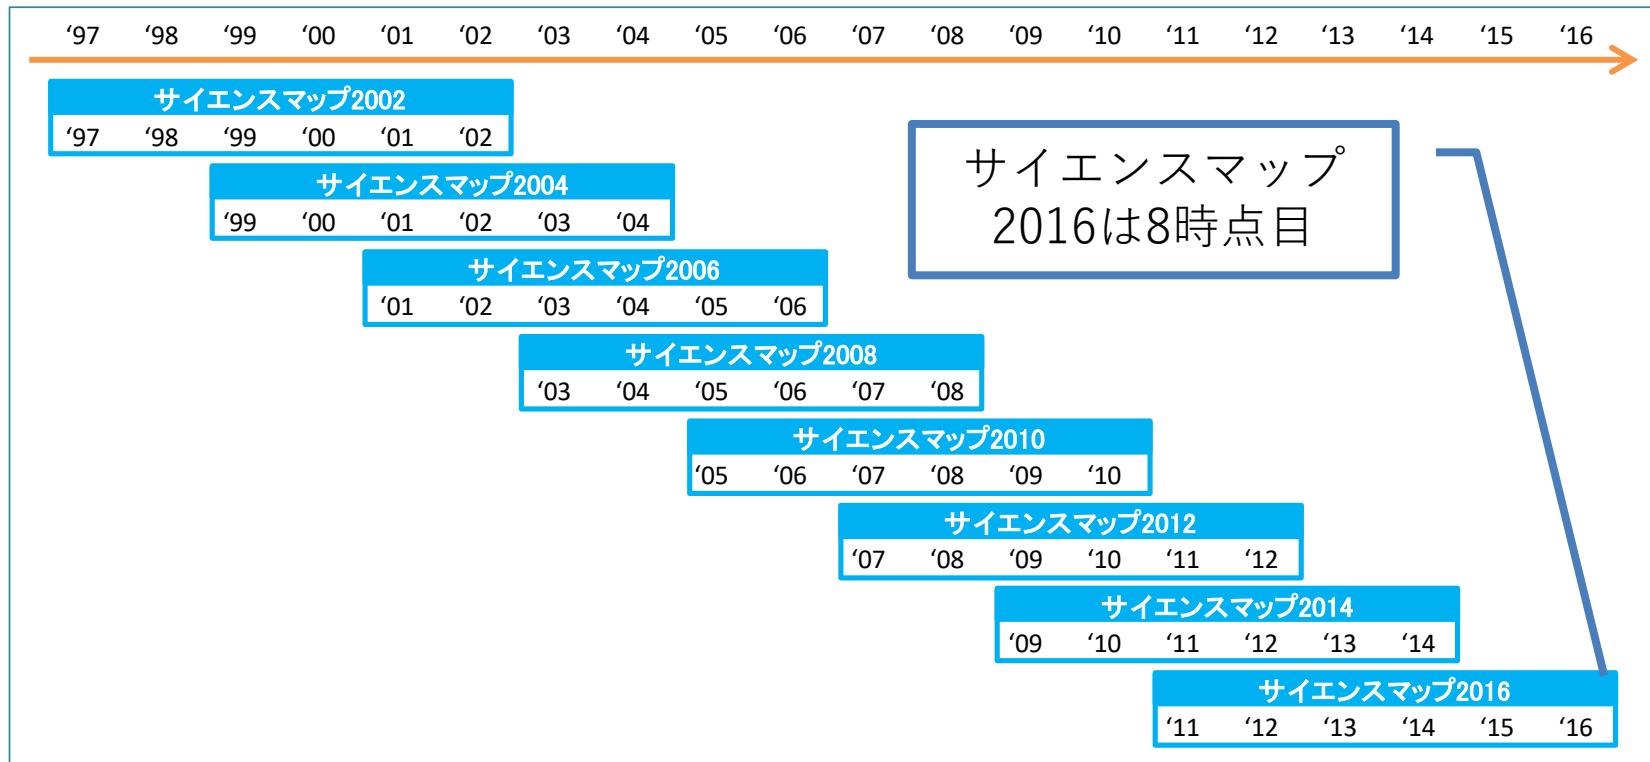 ‘97 ‘98 ‘99 ‘00 ‘01 ‘02 ‘03 ‘04 ‘05 ‘06 ‘07 ‘08 ‘09 ‘10 ‘11 ‘12 ‘13 ‘14 ‘15 ‘16
サイエンスマップ2002
‘97 ‘98 ‘99 ‘00 ‘01 ‘02
サイエンスマップ
2016は8時点目
サイエンスマップ2004
‘99 ‘00 ‘01 ‘02 ‘03 ‘04
サイエンスマップ2006
‘01 ‘02 ‘03 ‘04 ‘05 ‘06
サイエンスマップ2008
‘03 ‘04 ‘05 ‘06 ‘07 ‘08
サイエンスマップ2010
‘05 ‘06 ‘07 ‘08 ‘09 ‘10
サイエンスマップ2012
‘07 ‘08 ‘09 ‘10 ‘11 ‘12
サイエンスマップ2014
‘09 ‘10 ‘11 ‘12 ‘13 ‘14
サイエンスマップ2016
‘11 ‘12 ‘13 ‘14 ‘15 ‘16